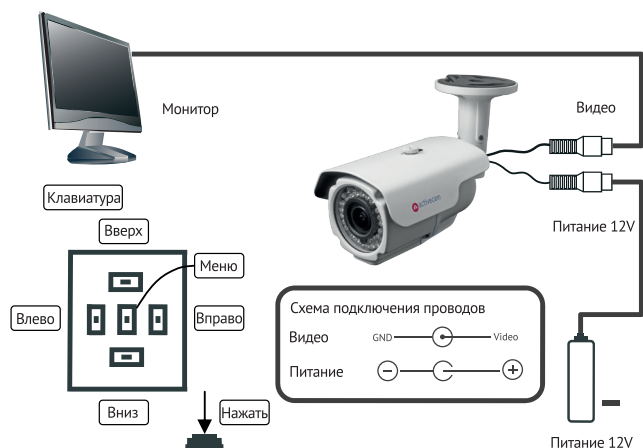 Монитор
Видео
activecam
Клавиатура
Вверх
Питание 12V
Меню
Влево
Вправо
Схема подключения проводов
Видео GND Video
Питание − +
Вниз
Нажать
Питание 12V